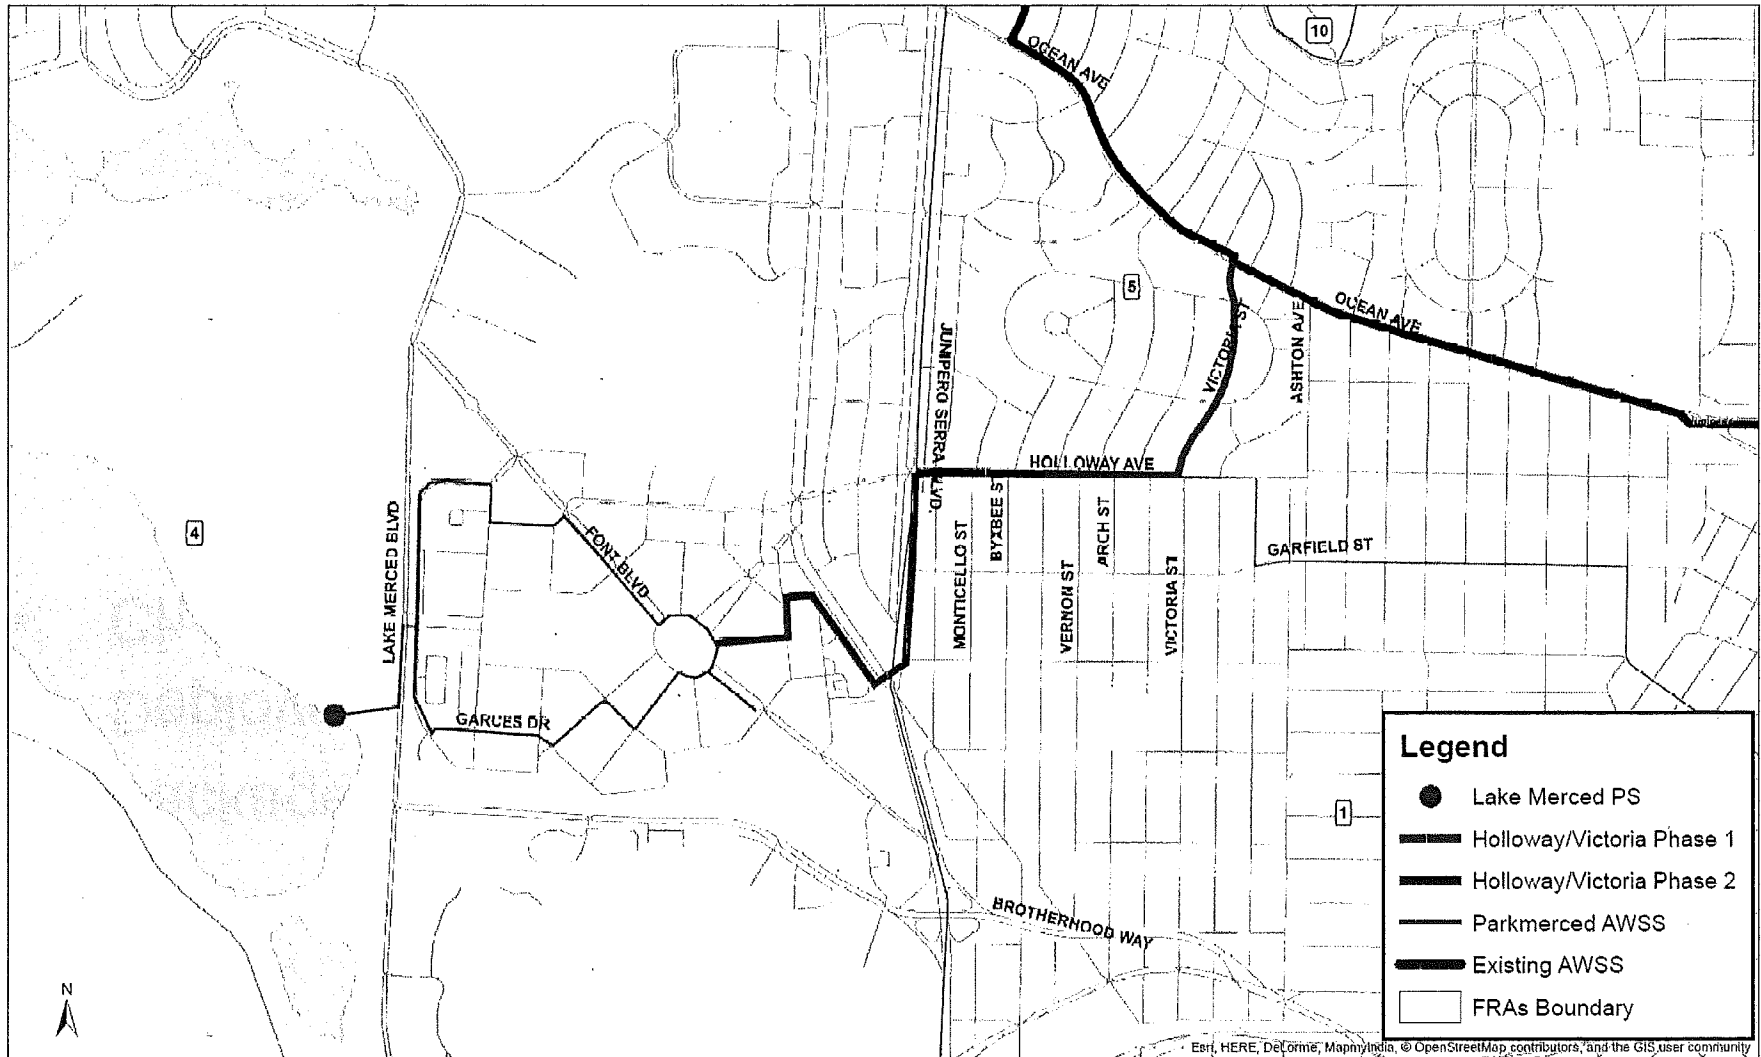 10
OCEAN AVE
5
OCEAN AVE
VICTORIA ST
ASHTON AVE
JUNIPERO SERRA BLVD.
HOLLOWAY AVE
4
LAKE MERCED BLVD
FONT BLVD
BYXBEE ST
ARCH ST
MONTICELLO ST
VERNON ST
VICTORIA ST
GARFIELD ST
GARCES DR
BROTHERHOOD WAY
1
N
Legend
Lake Merced PS
Holloway/Victoria Phase 1
Holloway/Victoria Phase 2
Parkmerced AWSS
Existing AWSS
FRAs Boundary
Esri, HERE, DeLorme, MapmyIndia, © OpenStreetMap contributors, and the GIS user community